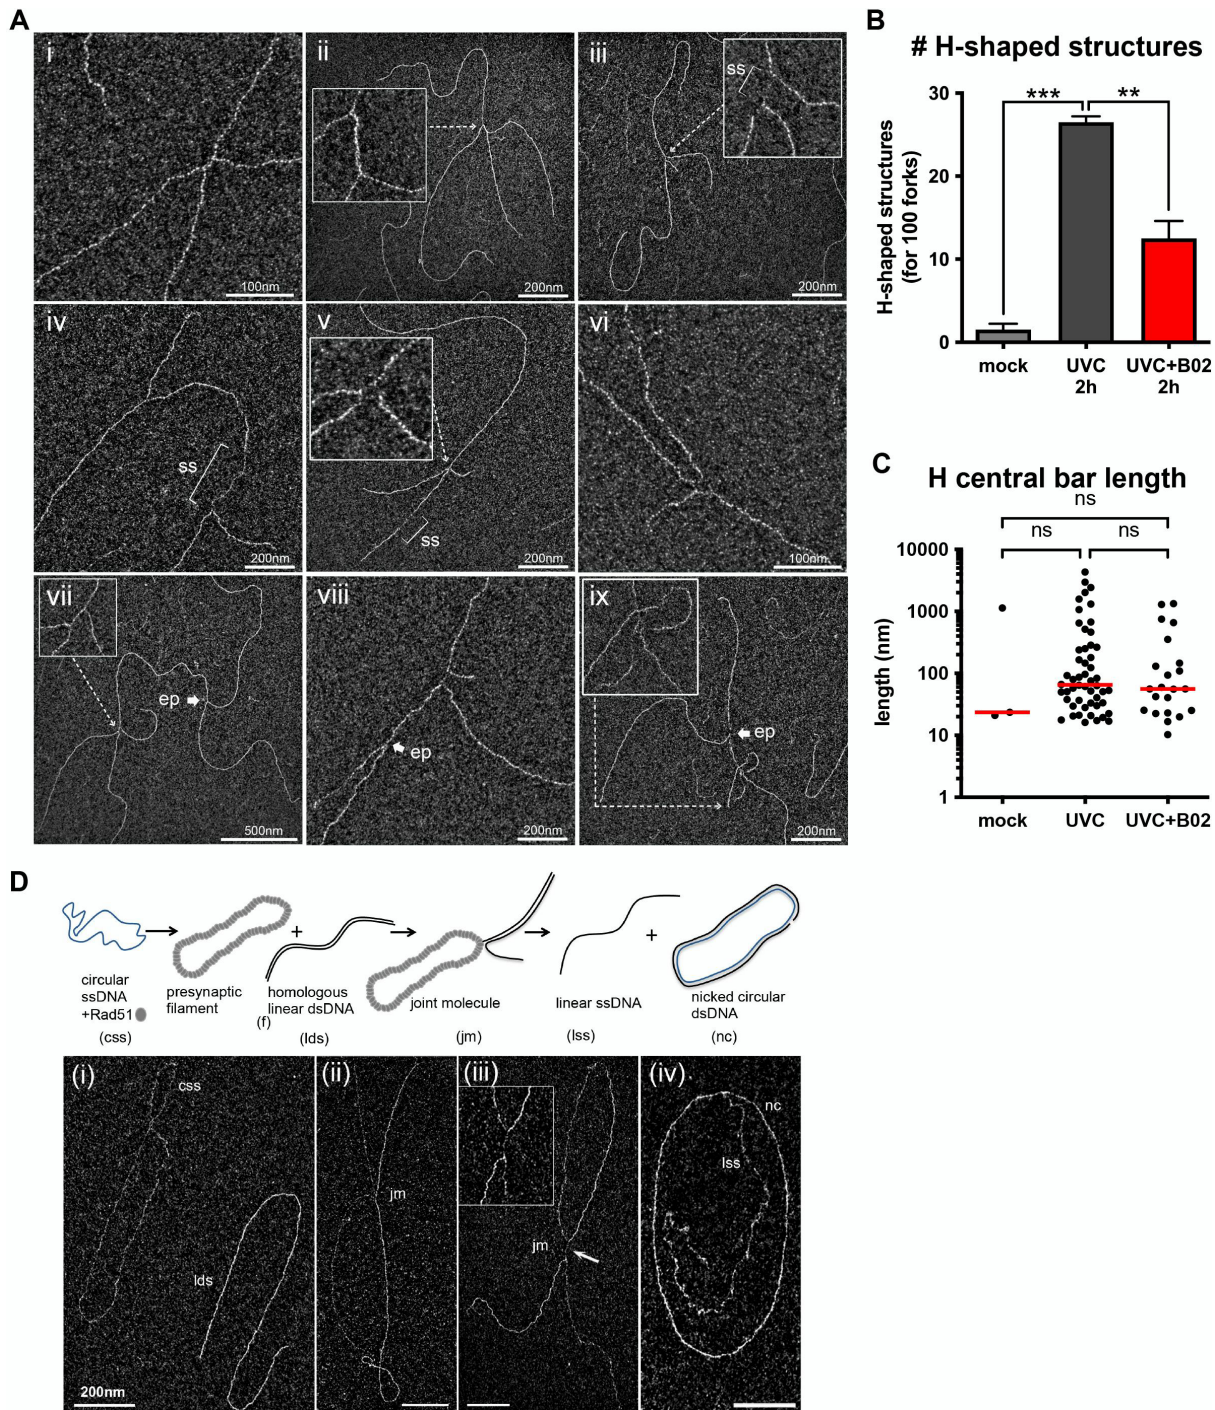 A
i
100nm
ii
200nm
iii
ss
200nm
iv
ss
200nm
v
ss
200nm
vi
100nm
vii
ep
500nm
viii
ep
200nm
ix
ep
200nm
B
# H-shaped structures
H-shaped structures
(for 100 forks)
30
20
10
0
***
**
mock
UVC
2h
UVC+B02
2h
C
H central bar length
ns
ns
ns
length (nm)
10000
1000
100
10
1
mock
UVC
UVC+B02
D
+
+
circular
ssDNA
+Rad51
(css)
presynaptic
filament
(f)
homologous
linear dsDNA
(lds)
joint molecule
(jm)
linear ssDNA
(lss)
nicked circular
dsDNA
(nc)
(i)
css
lds
200nm
(ii)
jm
(iii)
jm
(iv)
nc
lss